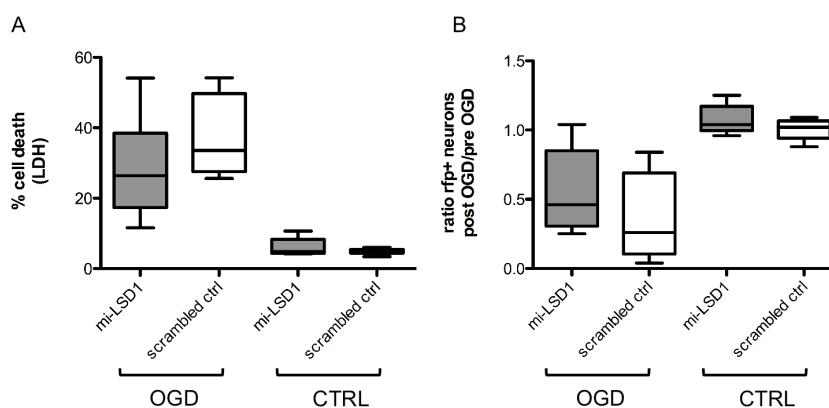 A
% cell death
(LDH)
60
40
20
0
mi-LSD1
scrambled ctrl
mi-LSD1
scrambled ctrl
OGD
CTRL
B
ratio rfp+ neurons
post OGD/pre OGD
1.5
1.0
0.5
0.0
mi-LSD1
scrambled ctrl
mi-LSD1
scrambled ctrl
OGD
CTRL